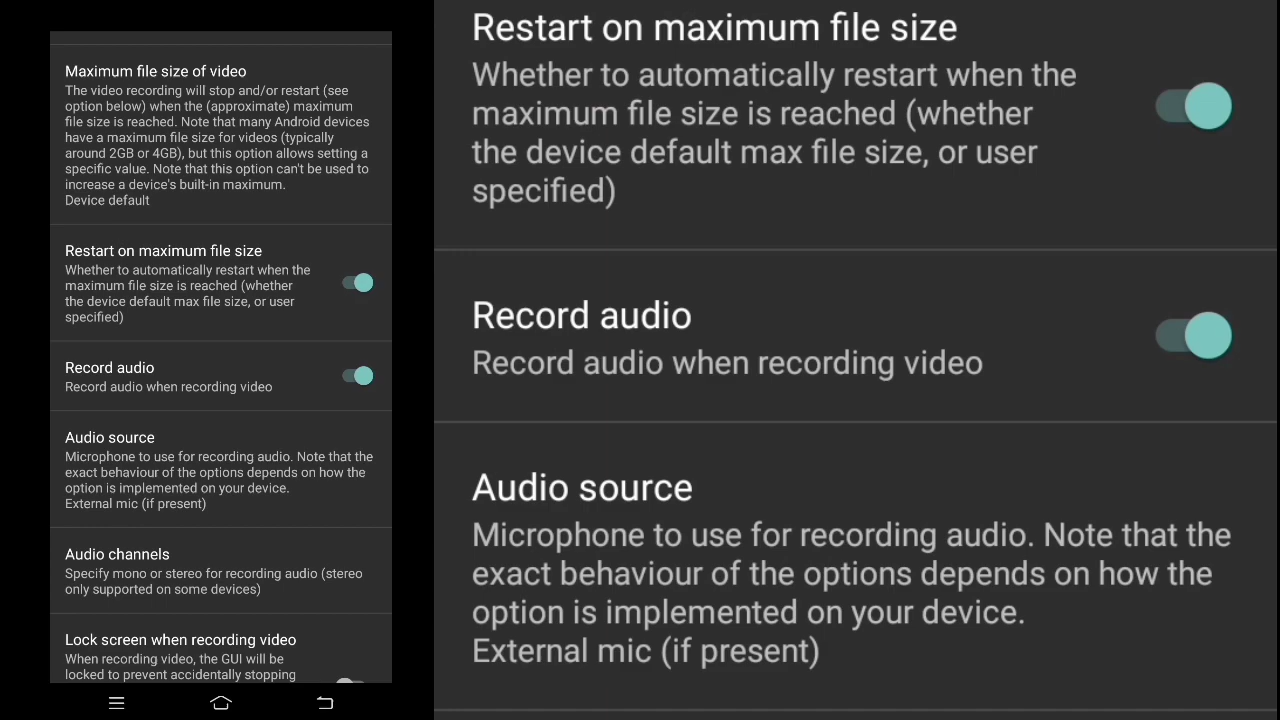 Maximum file size of video
The video recording will stop and/or restart (see
option below) when the (approximate) maximum
file size is reached. Note that many Android devices
have a maximum file size for videos (typically
around 2GB or 4GB), but this option allows setting a
specific value. Note that this option can't be used to
increase a device's built-in maximum.
Device default
Restart on maximum file size
Whether to automatically restart when the
maximum file size is reached (whether
the device default max file size, or user
specified)
Record audio
Record audio when recording video
Audio source
Microphone to use for recording audio. Note that the
exact behaviour of the options depends on how the
option is implemented on your device.
External mic (if present)
Audio channels
Specify mono or stereo for recording audio (stereo
only supported on some devices)
Lock screen when recording video
When recording video, the GUI will be
locked to prevent accidentally stopping
Restart on maximum file size
Whether to automatically restart when the
maximum file size is reached (whether
the device default max file size, or user
specified)
Record audio
Record audio when recording video
Audio source
Microphone to use for recording audio. Note that the
exact behaviour of the options depends on how the
option is implemented on your device.
External mic (if present)